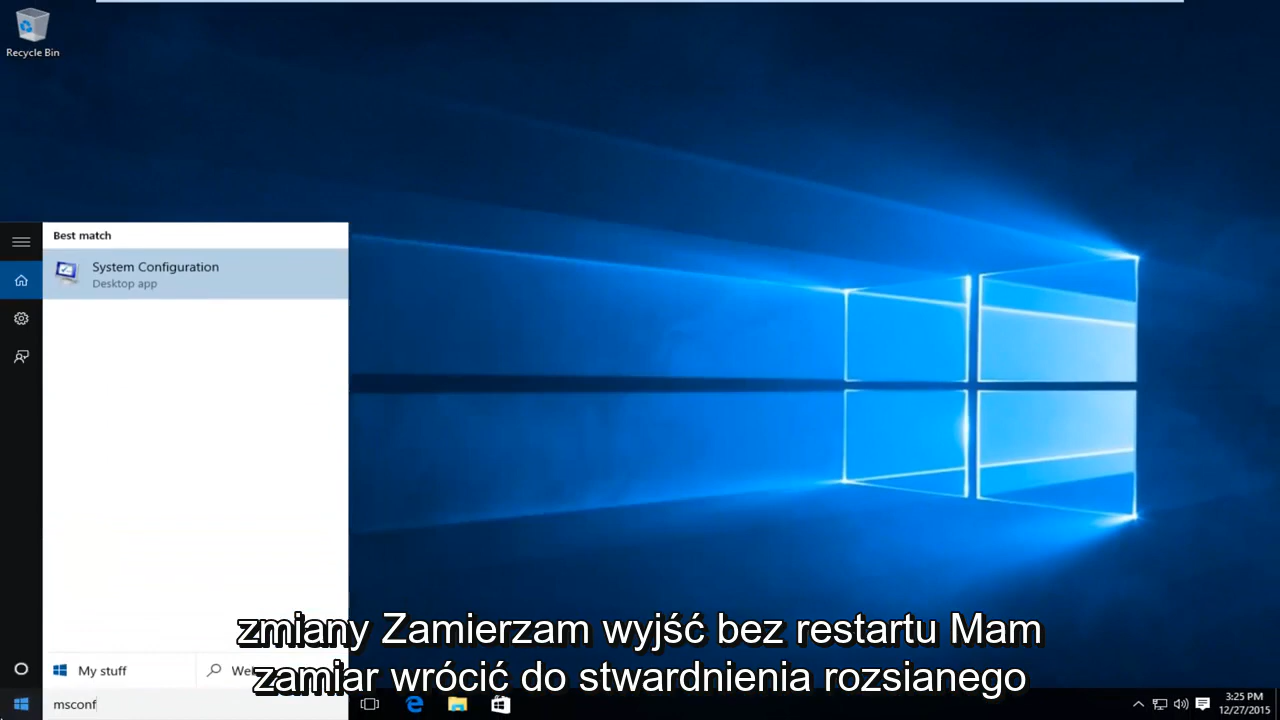 Recycle Bin
Best match
System Configuration
Desktop app
zmiany Zamierzam wyjść bez restartu Mam
zamiar wrócić do stwardnienia rozsianego
My stuff
msconf
3:25 PM
12/27/2015